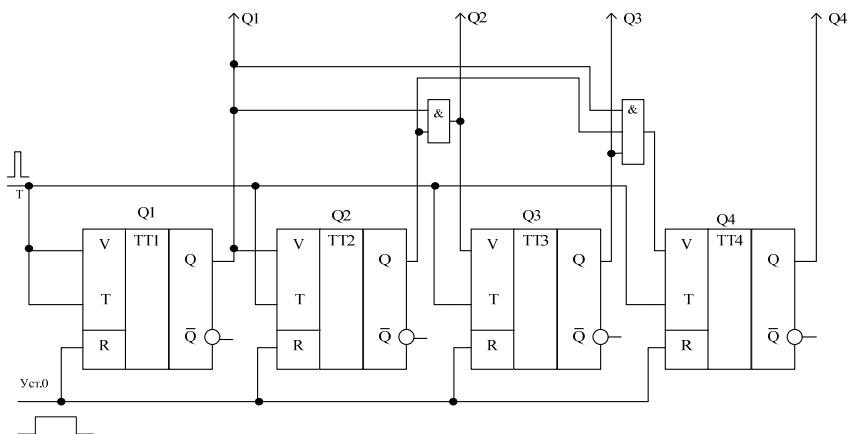 Q1 Q2 Q3 Q4
&
&
T
Q1 Q2 Q3 Q4
V TT1 Q V TT2 Q V TT3 Q V TT4 Q
T T T T
R Q̅ R Q̅ R Q̅ R Q̅
Уст.0